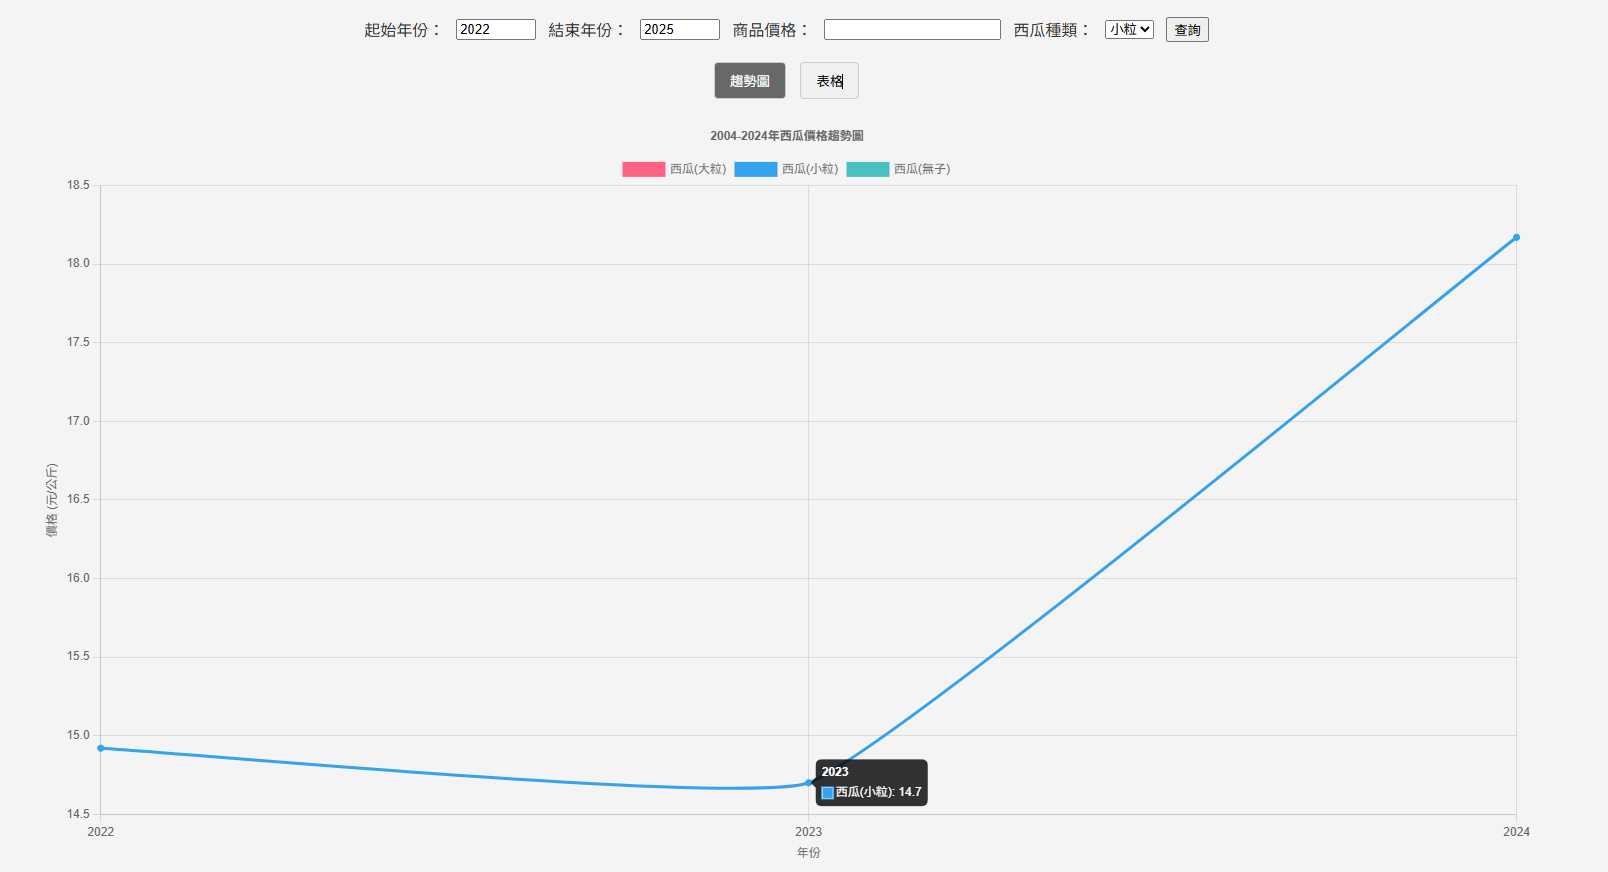 起始年份： 2022 結束年份： 2025 商品價格： 西瓜種類： 小粒 查詢
趨勢圖 表格
2004-2024年西瓜價格趨勢圖
西瓜(大粒) 西瓜(小粒) 西瓜(無子)
18.5
18.0
17.5
17.0
16.5
16.0
15.5
15.0
14.5
價格 (元/公斤)
2023
西瓜(小粒): 14.7
2022 2023 2024
年份